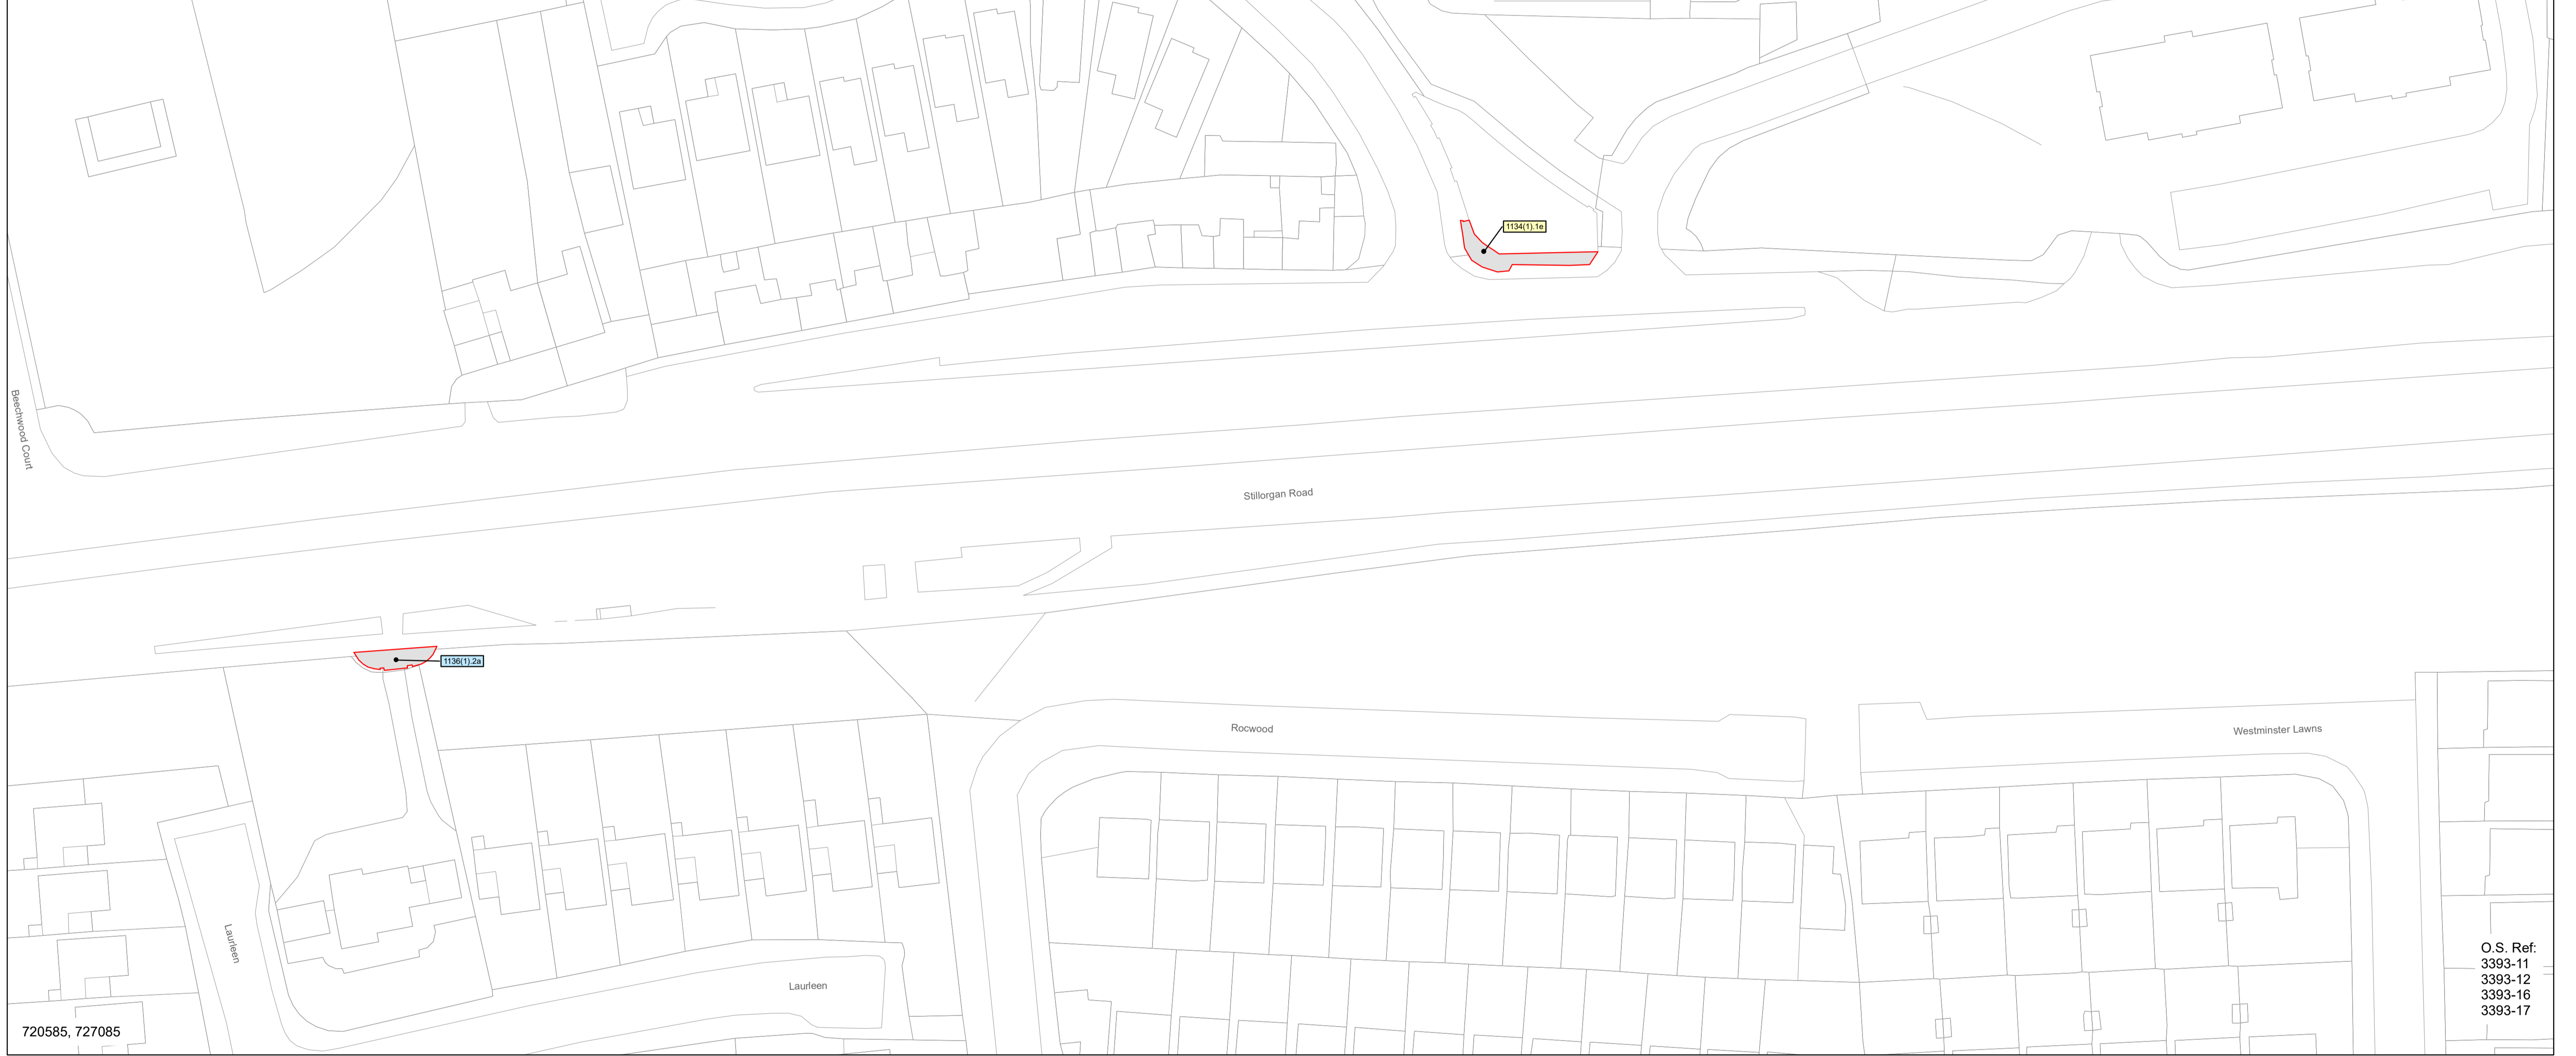 1134(1).1e
Beechwood Court
Stillorgan Road
1136(1).2a
Rocwood
Westminster Lawns
Laurleen
Laurleen
O.S. Ref:
3393-11
3393-12
3393-16
3393-17
720585, 727085